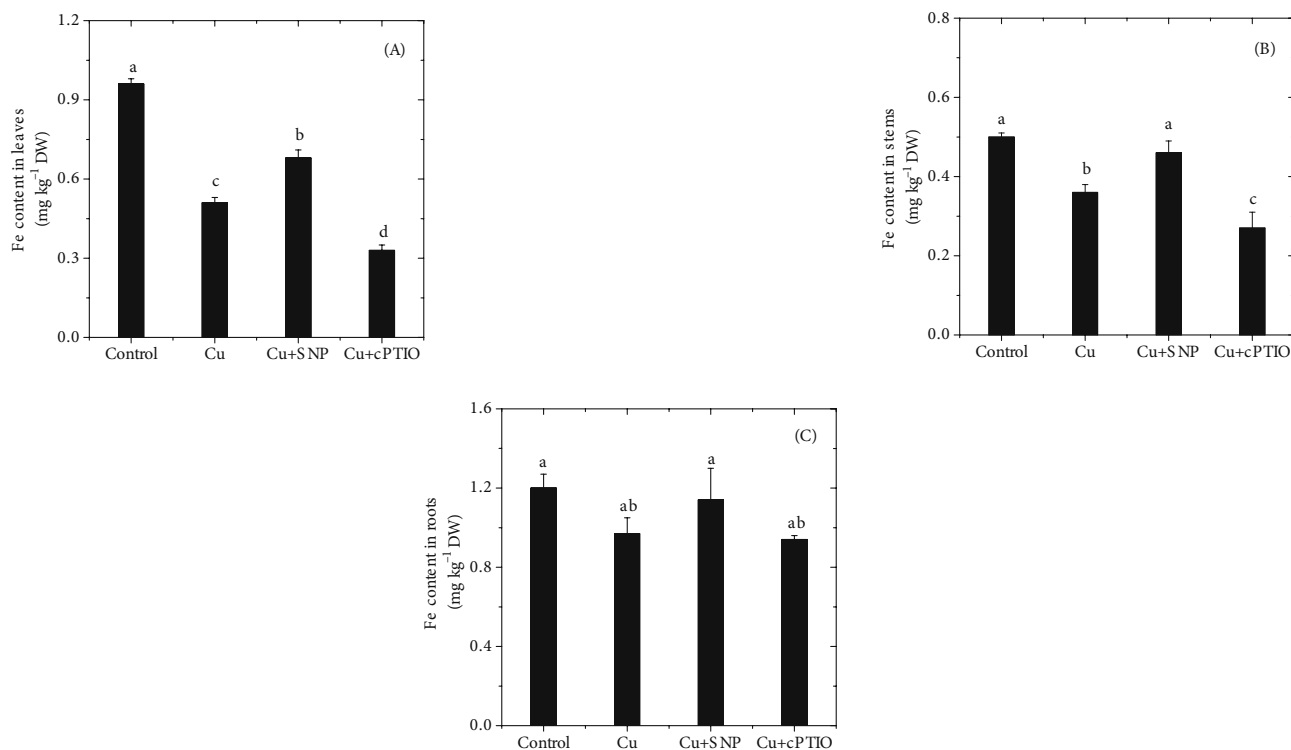 (A)
Fe content in leaves
(mg kg⁻¹ DW)
1.2
0.9
0.6
0.3
0.0
a
c
b
d
Control Cu Cu+SNP Cu+cPTIO
(B)
Fe content in stems
(mg kg⁻¹ DW)
0.8
0.6
0.4
0.2
0.0
a
b
a
c
Control Cu Cu+SNP Cu+cPTIO
(C)
Fe content in roots
(mg kg⁻¹ DW)
1.6
1.2
0.8
0.4
0.0
a
ab
a
ab
Control Cu Cu+SNP Cu+cPTIO